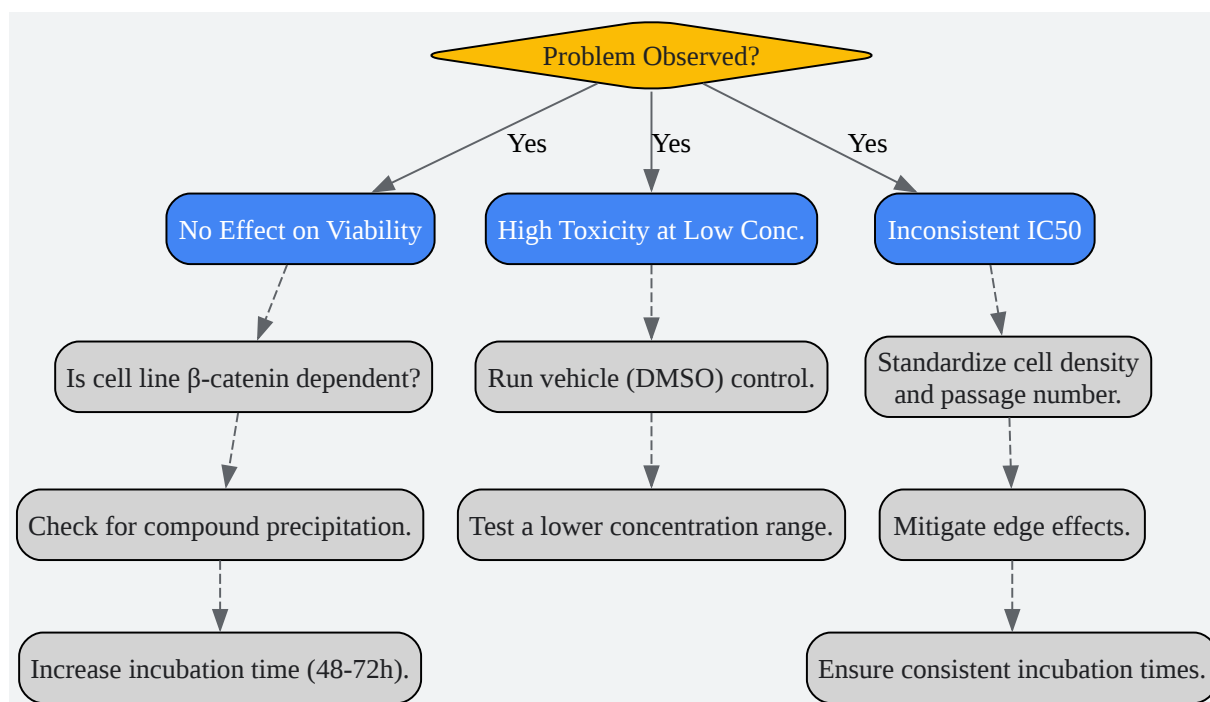 Problem Observed?
Yes
Yes
Yes
No Effect on Viability
High Toxicity at Low Conc.
Inconsistent IC50
Is cell line β-catenin dependent?
Run vehicle (DMSO) control.
Standardize cell density
and passage number.
Check for compound precipitation.
Test a lower concentration range.
Mitigate edge effects.
Increase incubation time (48-72h).
Ensure consistent incubation times.